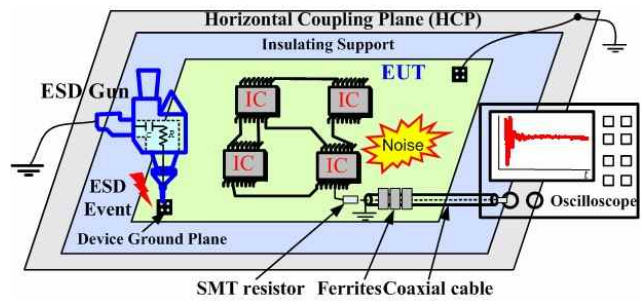 Horizontal Coupling Plane (HCP)
Insulating Support
EUT
ESD Gun
IC
IC
C
R
Noise
IC
IC
ESD
Event
t
Oscilloscope
Device Ground Plane
SMT resistor
Ferrites
Coaxial cable